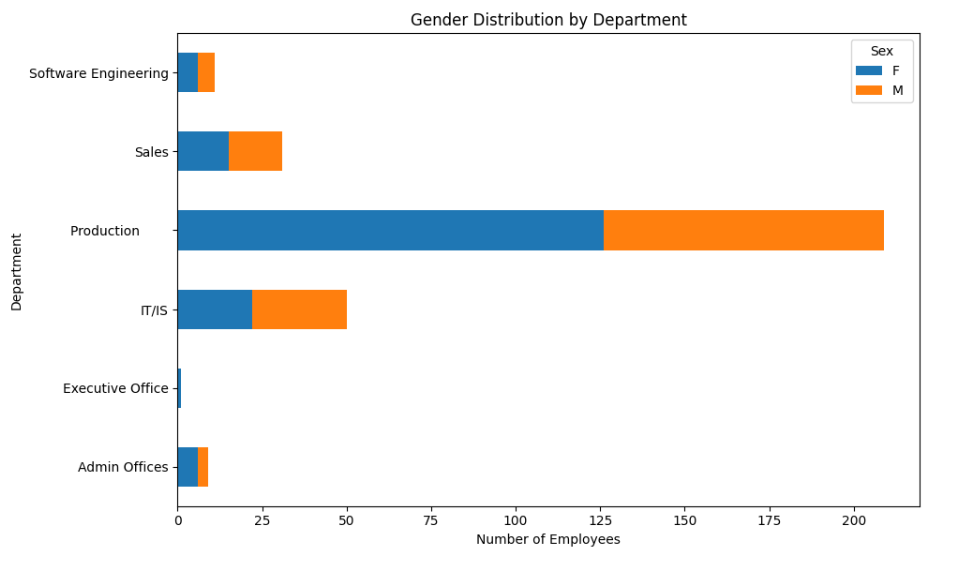 Gender Distribution by Department
Sex
F
M
Software Engineering
Sales
Production
IT/IS
Executive Office
Admin Offices
Department
0 25 50 75 100 125 150 175 200
Number of Employees